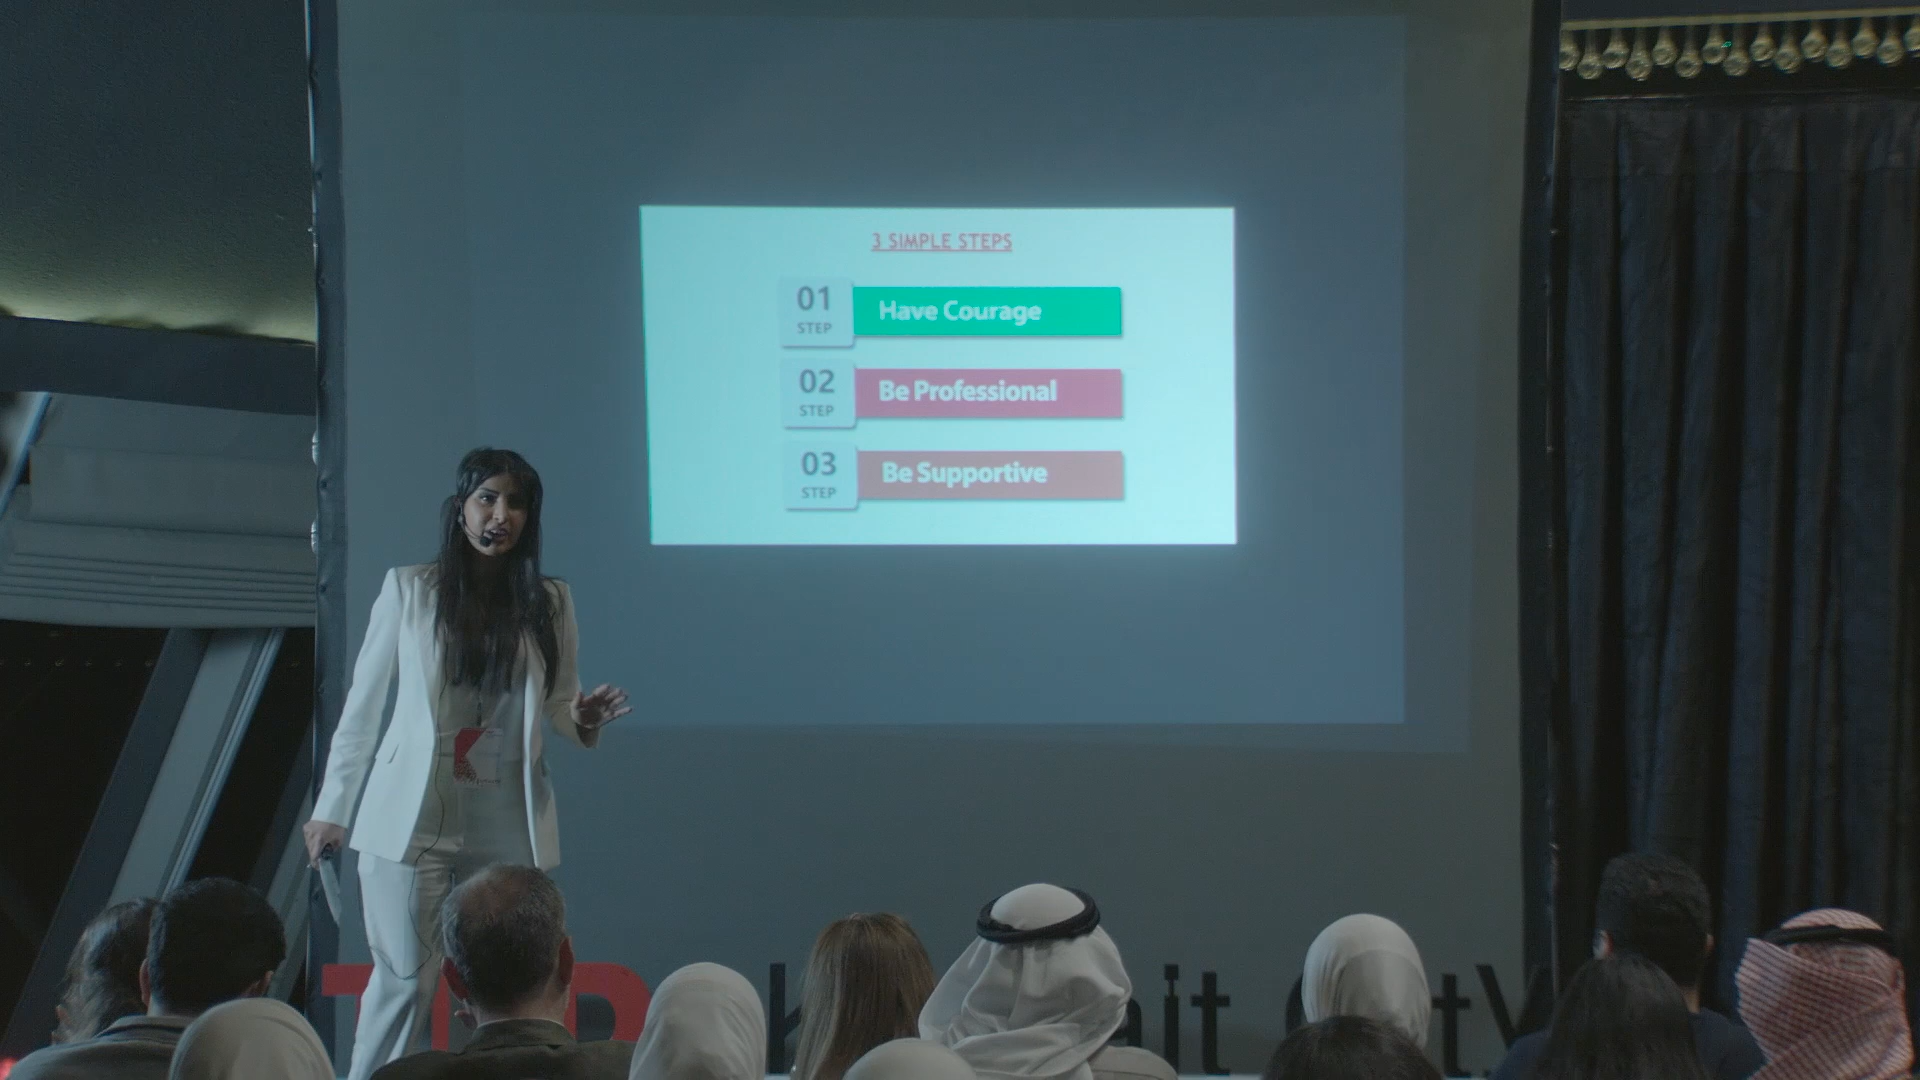 3 SIMPLE STEPS
01
STEP
Have Courage
02
STEP
Be Professional
03
STEP
Be Supportive